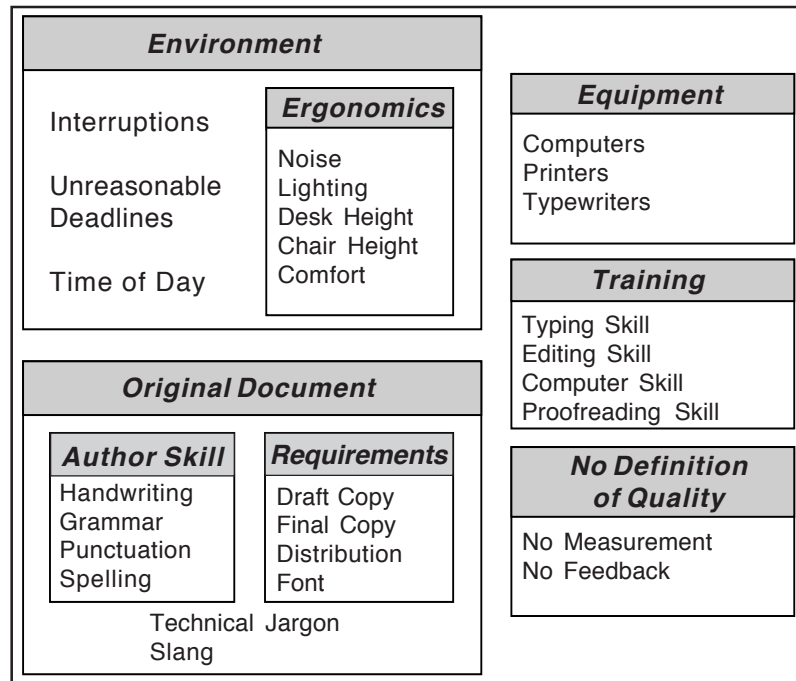 Environment
Interruptions
Unreasonable
Deadlines
Time of Day
Ergonomics
Noise
Lighting
Desk Height
Chair Height
Comfort
Original Document
Author Skill
Handwriting
Grammar
Punctuation
Spelling
Requirements
Draft Copy
Final Copy
Distribution
Font
Technical Jargon
Slang
Equipment
Computers
Printers
Typewriters
Training
Typing Skill
Editing Skill
Computer Skill
Proofreading Skill
No Definition
of Quality
No Measurement
No Feedback